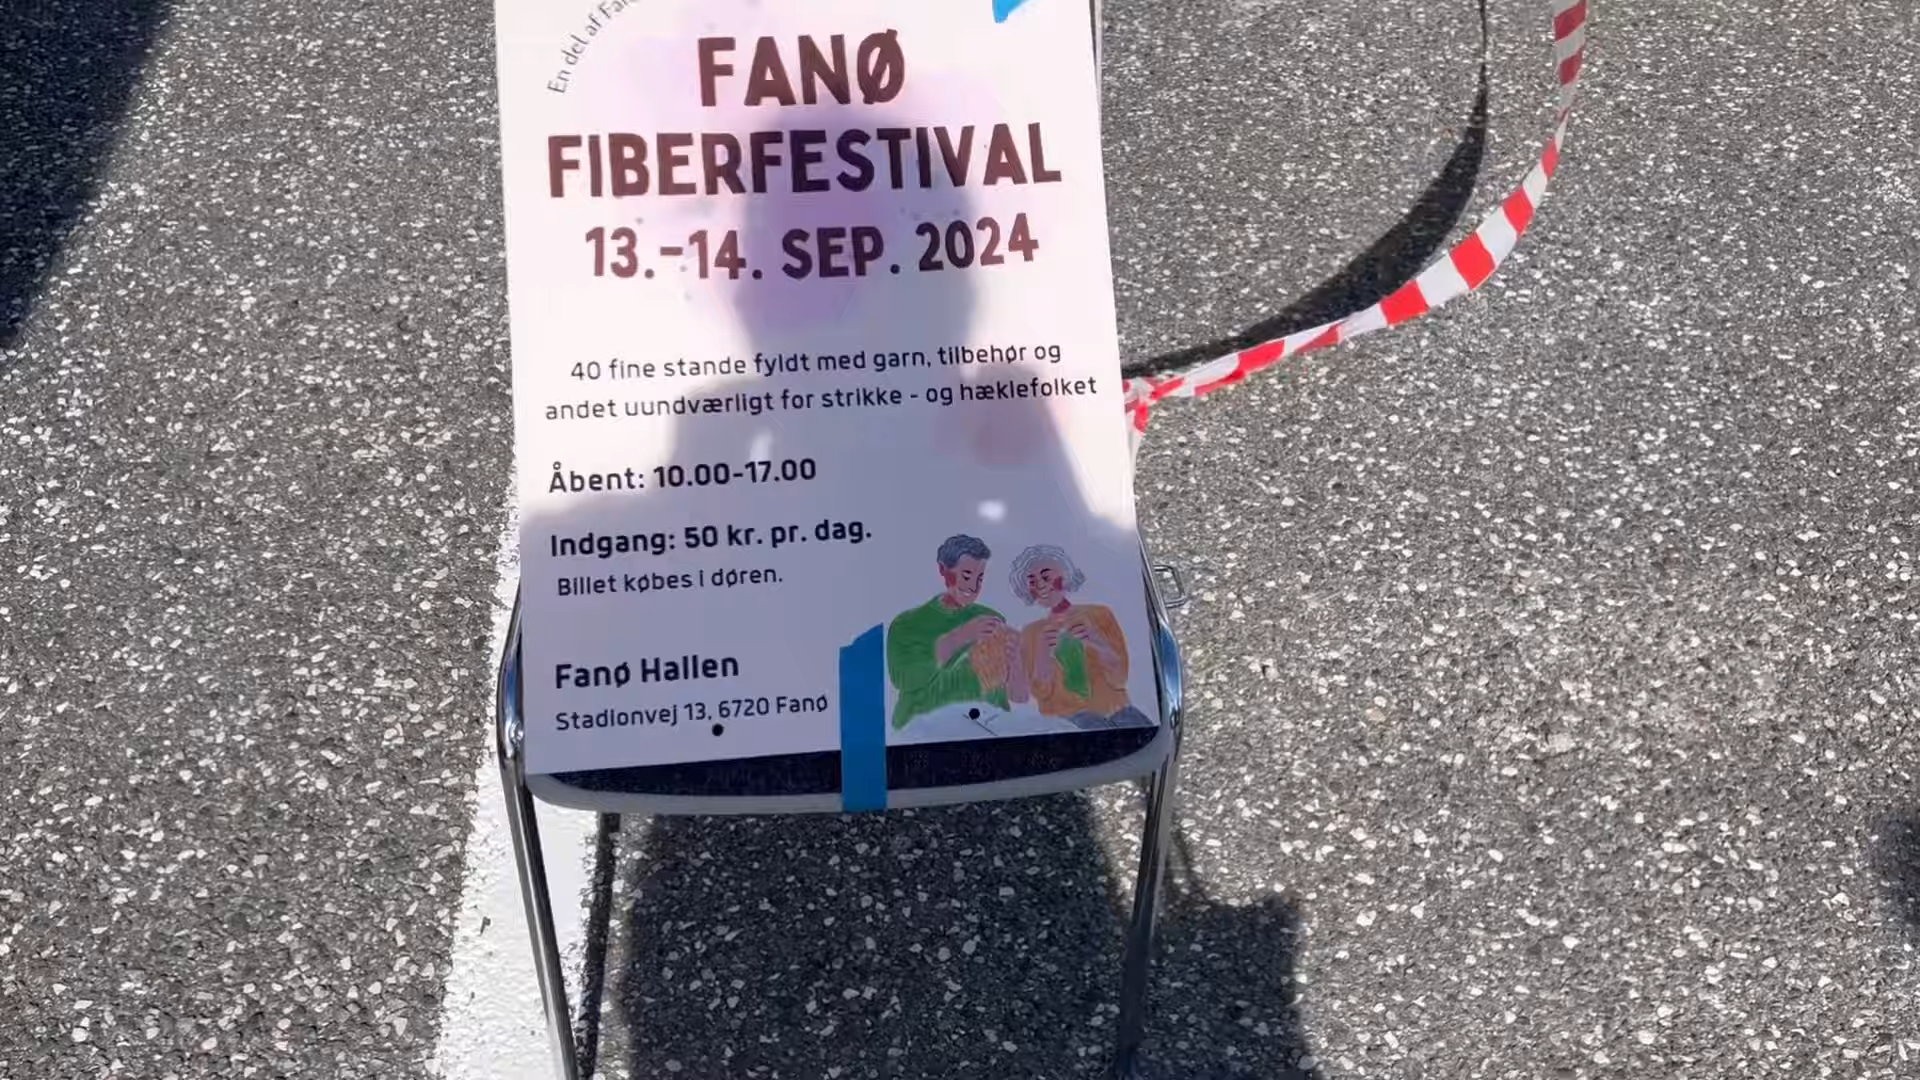 En del af
FANØ
FIBERFESTIVAL
13.-14. SEP. 2024
40 fine stande fyldt med garn, tilbehør og
andet uundværligt for strikke - og hæklefolket
Åbent: 10.00-17.00
Indgang: 50 kr. pr. dag.
Billet købes i døren.
Fanø Hallen
Stadionvej 13, 6720 Fanø